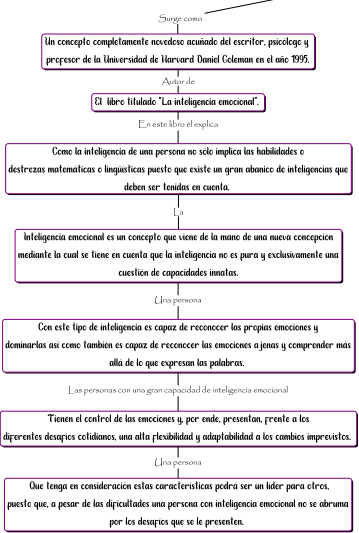 Surge como
Un concepto completamente novedoso acuñado del escritor, psicólogo y
profesor de la Universidad de Harvard Daniel Coleman en el año 1995.
Autor de
El libro titulado "La inteligencia emocional".
En este libro él explica
Como la inteligencia de una persona no sólo implica las habilidades o
destrezas matemáticas o lingüísticas puesto que existe un gran abanico de inteligencias que
deben ser tenidas en cuenta.
La
Inteligencia emocional es un concepto que viene de la mano de una nueva concepción
mediante la cual se tiene en cuenta que la inteligencia no es pura y exclusivamente una
cuestión de capacidades innatas.
Una persona
Con este tipo de inteligencia es capaz de reconocer las propias emociones y
dominarlas así como también es capaz de reconocer las emociones ajenas y comprender más
allá de lo que expresan las palabras.
Las personas con una gran capacidad de inteligencia emocional
Tienen el control de las emociones y, por ende, presentan, frente a los
diferentes desafíos cotidianos, una alta flexibilidad y adaptabilidad a los cambios imprevistos.
Una persona
Que tenga en consideración estas características podrá ser un líder para otros,
puesto que, a pesar de las dificultades una persona con inteligencia emocional no se abruma
por los desafíos que se le presenten.